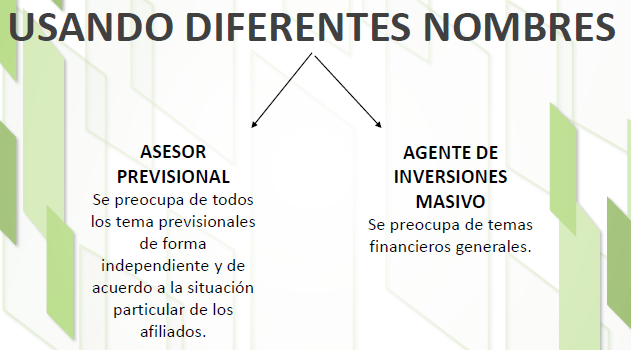 USANDO DIFERENTES NOMBRES
ASESOR
PREVISIONAL
Se preocupa de todos
los tema previsionales
de forma
independiente y de
acuerdo a la situación
particular de los
afiliados.
AGENTE DE
INVERSIONES
MASIVO
Se preocupa de temas
financieros generales.